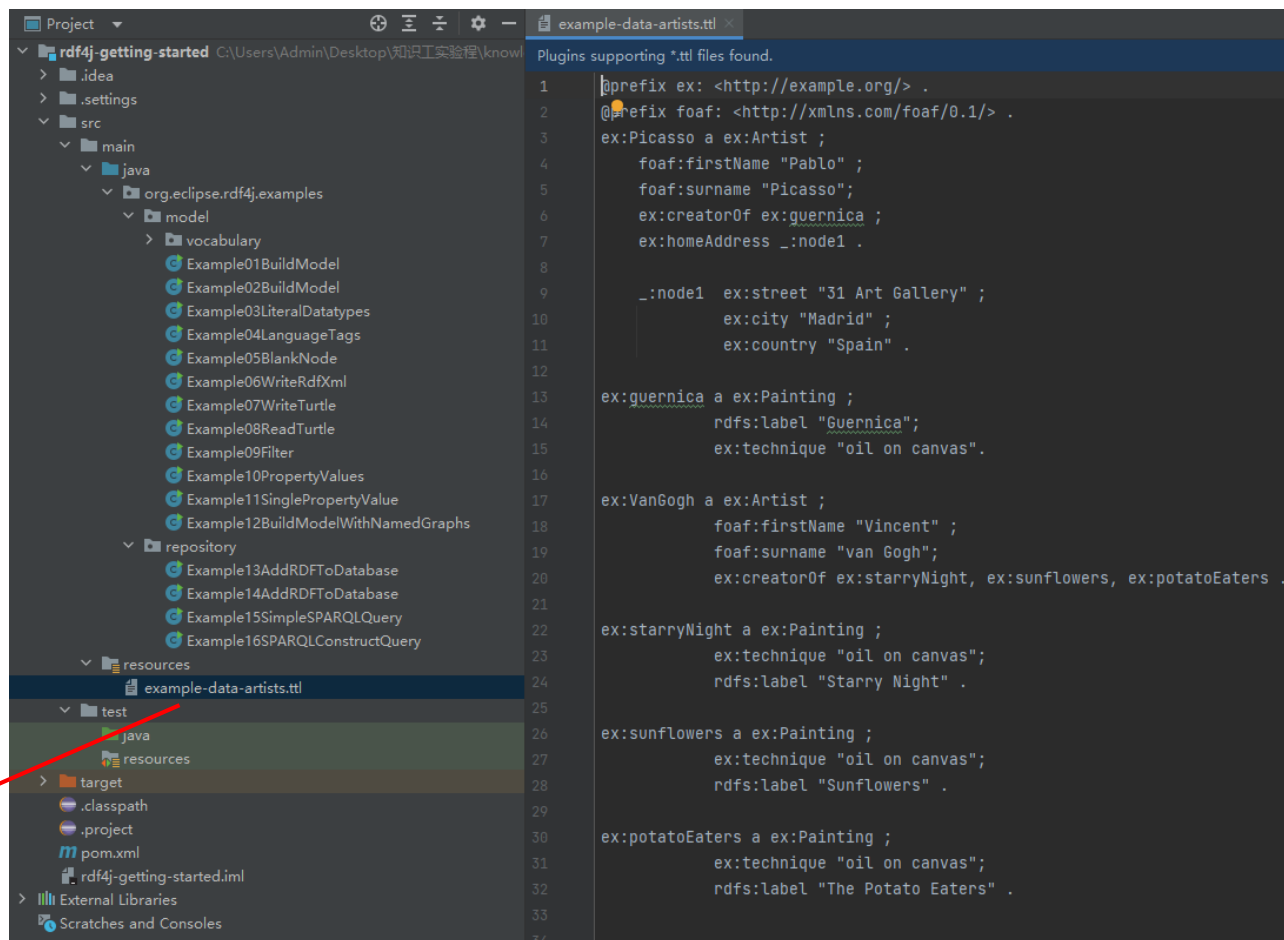 Project
rdf4j-getting-started C:\Users\Admin\Desktop\知识工实验程\knowl
.idea
.settings
src
main
java
org.eclipse.rdf4j.examples
model
vocabulary
Example01BuildModel
Example02BuildModel
Example03LiteralDatatypes
Example04LanguageTags
Example05BlankNode
Example06WriteRdfXml
Example07WriteTurtle
Example08ReadTurtle
Example09Filter
Example10PropertyValues
Example11SinglePropertyValue
Example12BuildModelWithNamedGraphs
repository
Example13AddRDFToDatabase
Example14AddRDFToDatabase
Example15SimpleSPARQLQuery
Example16SPARQLConstructQuery
resources
example-data-artists.ttl
test
java
resources
target
.classpath
.project
pom.xml
rdf4j-getting-started.iml
External Libraries
Scratches and Consoles
example-data-artists.ttl
Plugins supporting *.ttl files found.
1 @prefix ex: <http://example.org/> .
2 @prefix foaf: <http://xmlns.com/foaf/0.1/> .
3 ex:Picasso a ex:Artist ;
4 foaf:firstName "Pablo" ;
5 foaf:surname "Picasso";
6 ex:creatorOf ex:guernica ;
7 ex:homeAddress _:node1 .
8
9 _:node1 ex:street "31 Art Gallery" ;
10 ex:city "Madrid" ;
11 ex:country "Spain" .
12
13 ex:guernica a ex:Painting ;
14 rdfs:label "Guernica";
15 ex:technique "oil on canvas".
16
17 ex:VanGogh a ex:Artist ;
18 foaf:firstName "Vincent" ;
19 foaf:surname "van Gogh";
20 ex:creatorOf ex:starryNight, ex:sunflowers, ex:potatoEaters .
21
22 ex:starryNight a ex:Painting ;
23 ex:technique "oil on canvas";
24 rdfs:label "Starry Night" .
25
26 ex:sunflowers a ex:Painting ;
27 ex:technique "oil on canvas";
28 rdfs:label "Sunflowers" .
29
30 ex:potatoEaters a ex:Painting ;
31 ex:technique "oil on canvas";
32 rdfs:label "The Potato Eaters" .
33